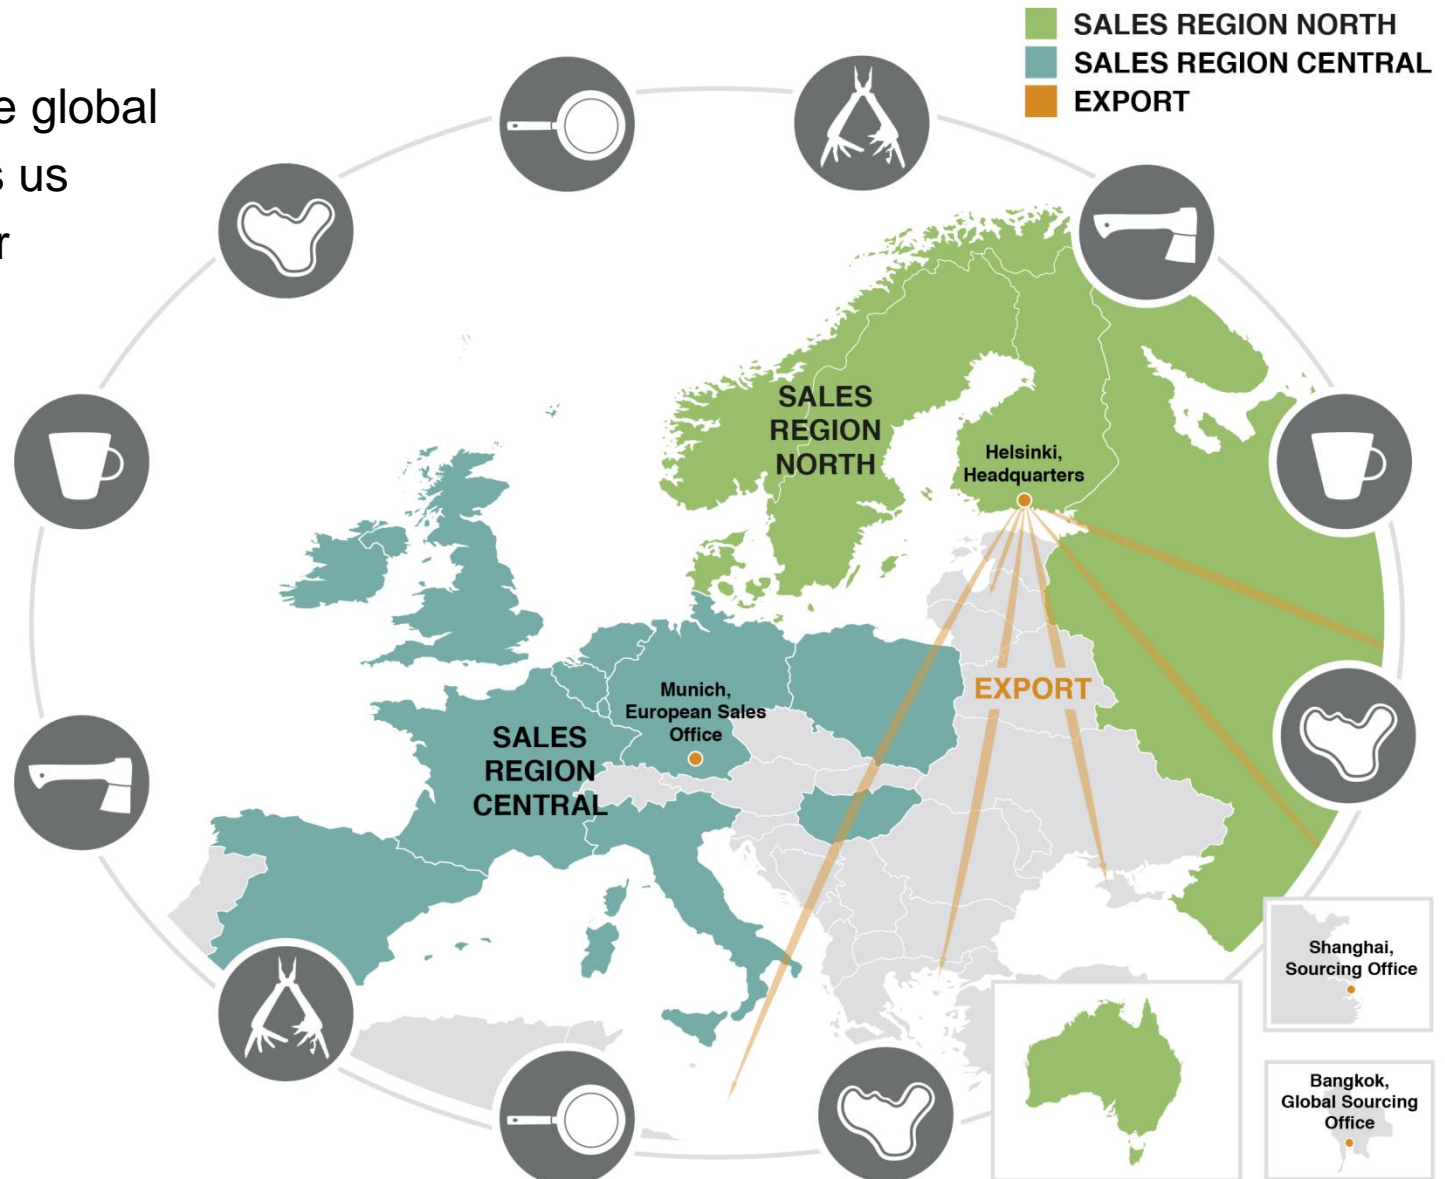 SALES REGION NORTH
SALES REGION CENTRAL
EXPORT
e global
s us
r
SALES
REGION
NORTH
Helsinki,
Headquarters
EXPORT
Munich,
European Sales
Office
SALES
REGION
CENTRAL
Shanghai,
Sourcing Office
Bangkok,
Global Sourcing
Office